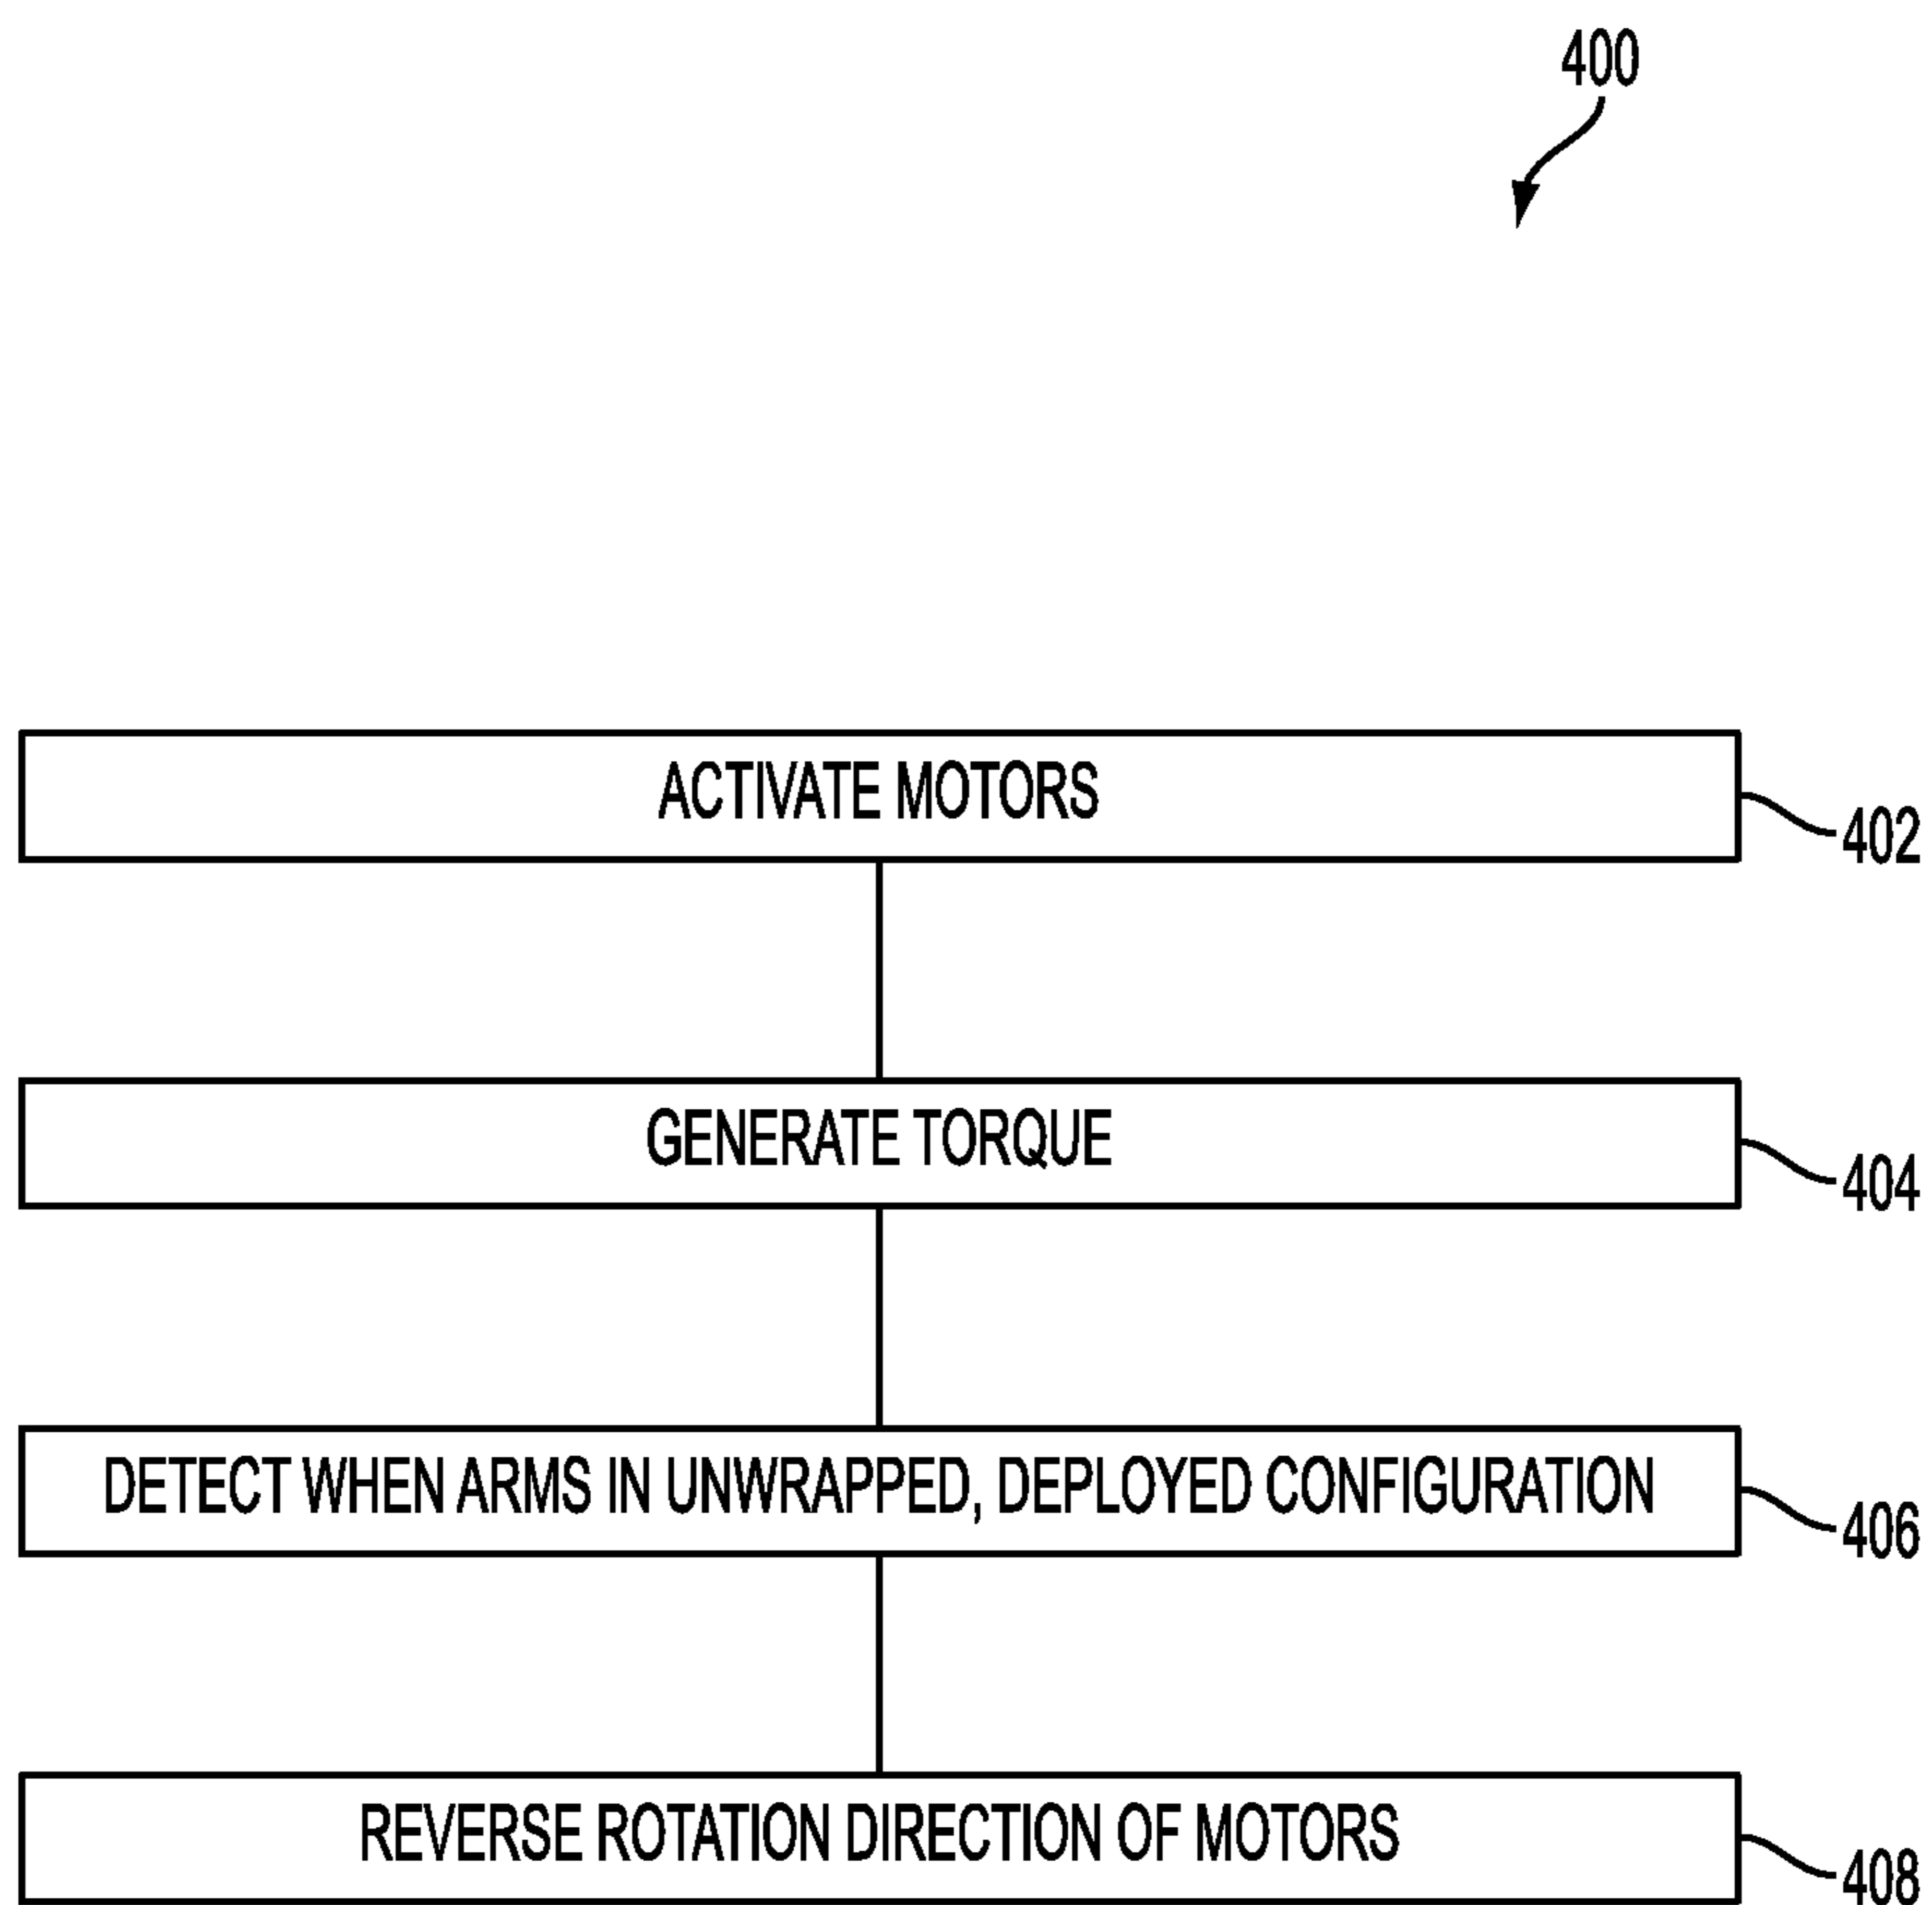 400
ACTIVATE MOTORS
402
GENERATE TORQUE
404
DETECT WHEN ARMS IN UNWRAPPED, DEPLOYED CONFIGURATION
406
REVERSE ROTATION DIRECTION OF MOTORS
408